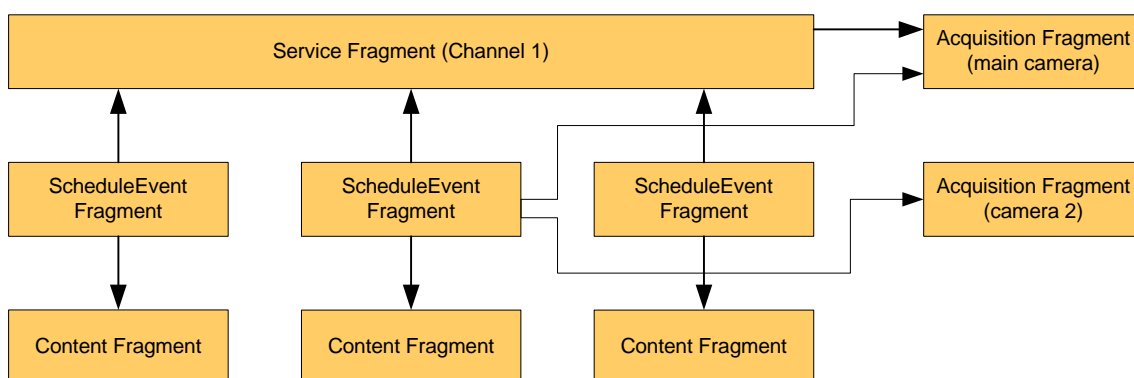 Service Fragment (Channel 1)
Acquisition Fragment
(main camera)
ScheduleEvent
Fragment
ScheduleEvent
Fragment
ScheduleEvent
Fragment
Acquisition Fragment
(camera 2)
Content Fragment
Content Fragment
Content Fragment